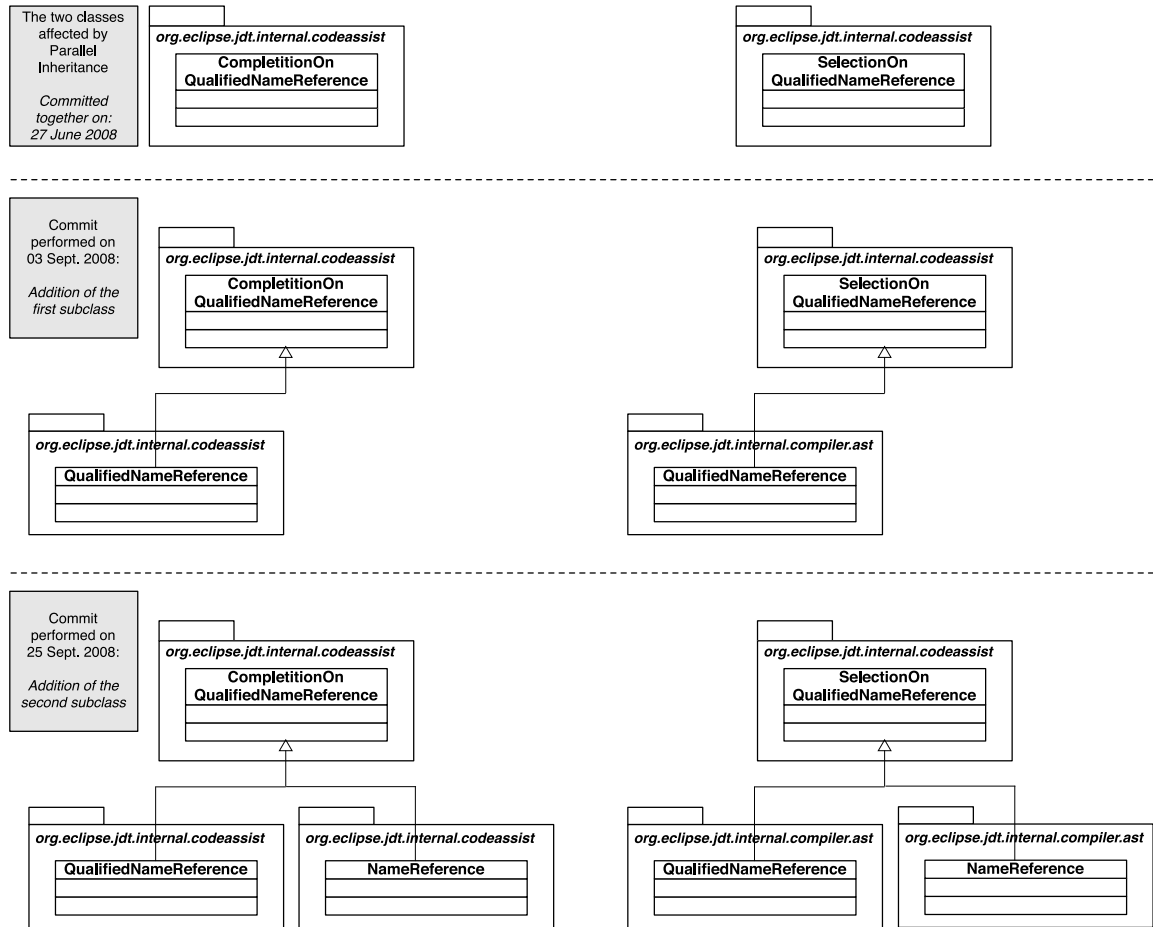 The two classes
affected by
Parallel
Inheritance
Committed
together on:
27 June 2008
org.eclipse.jdt.internal.codeassist
CompletitionOn
QualifiedNameReference
org.eclipse.jdt.internal.codeassist
SelectionOn
QualifiedNameReference
Commit
performed on
03 Sept. 2008:
Addition of the
first subclass
org.eclipse.jdt.internal.codeassist
CompletitionOn
QualifiedNameReference
org.eclipse.jdt.internal.codeassist
SelectionOn
QualifiedNameReference
org.eclipse.jdt.internal.codeassist
QualifiedNameReference
org.eclipse.jdt.internal.compiler.ast
QualifiedNameReference
Commit
performed on
25 Sept. 2008:
Addition of the
second subclass
org.eclipse.jdt.internal.codeassist
CompletitionOn
QualifiedNameReference
org.eclipse.jdt.internal.codeassist
SelectionOn
QualifiedNameReference
org.eclipse.jdt.internal.codeassist
QualifiedNameReference
org.eclipse.jdt.internal.codeassist
NameReference
org.eclipse.jdt.internal.compiler.ast
QualifiedNameReference
org.eclipse.jdt.internal.compiler.ast
NameReference